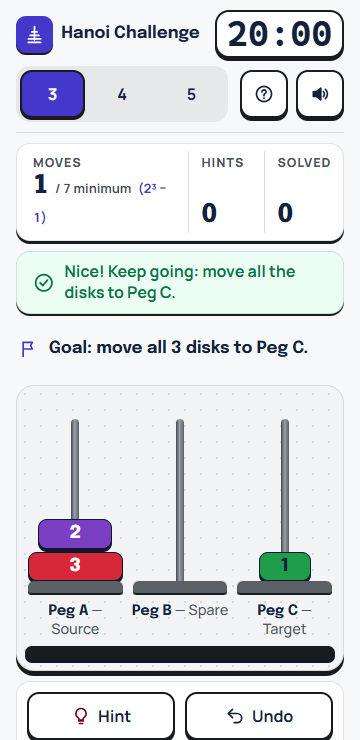 Hanoi Challenge
20:00
3 4 5
MOVES
1 / 7 minimum (2³ −
1)
HINTS
0
SOLVED
0
Nice! Keep going: move all the
disks to Peg C.
Goal: move all 3 disks to Peg C.
2
3
1
Peg A —
Source
Peg B — Spare
Peg C —
Target
Hint
Undo